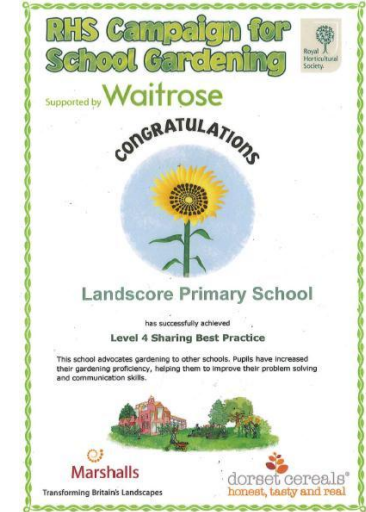 RHS Campaign for
School Gardening
Royal
Horticultural
Society.
Supported by Waitrose
CONGRATULATIONS
Landscore Primary School
has successfully achieved
Level 4 Sharing Best Practice
This school advocates gardening to other schools. Pupils have increased
their gardening proficiency, helping them to improve their problem solving
and communication skills.
Marshalls
Transforming Britain's Landscapes
dorset cereals®
honest, tasty and real